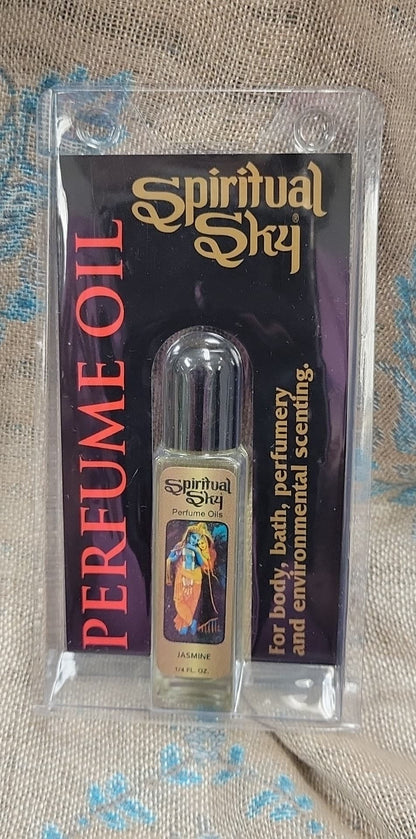 Spiritual
Sky®
PERFUME OIL
For body, bath, perfumery
and environmental scenting.
Spiritual
Sky
Perfume Oils
JASMINE
1/4 FL. OZ.